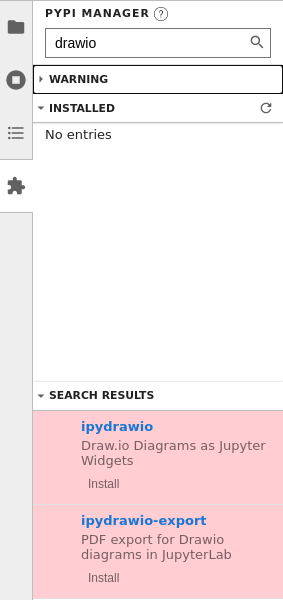 PYPI MANAGER ?
drawio
WARNING
INSTALLED
No entries
SEARCH RESULTS
ipydrawio
Draw.io Diagrams as Jupyter
Widgets
Install
ipydrawio-export
PDF export for Drawio
diagrams in JupyterLab
Install